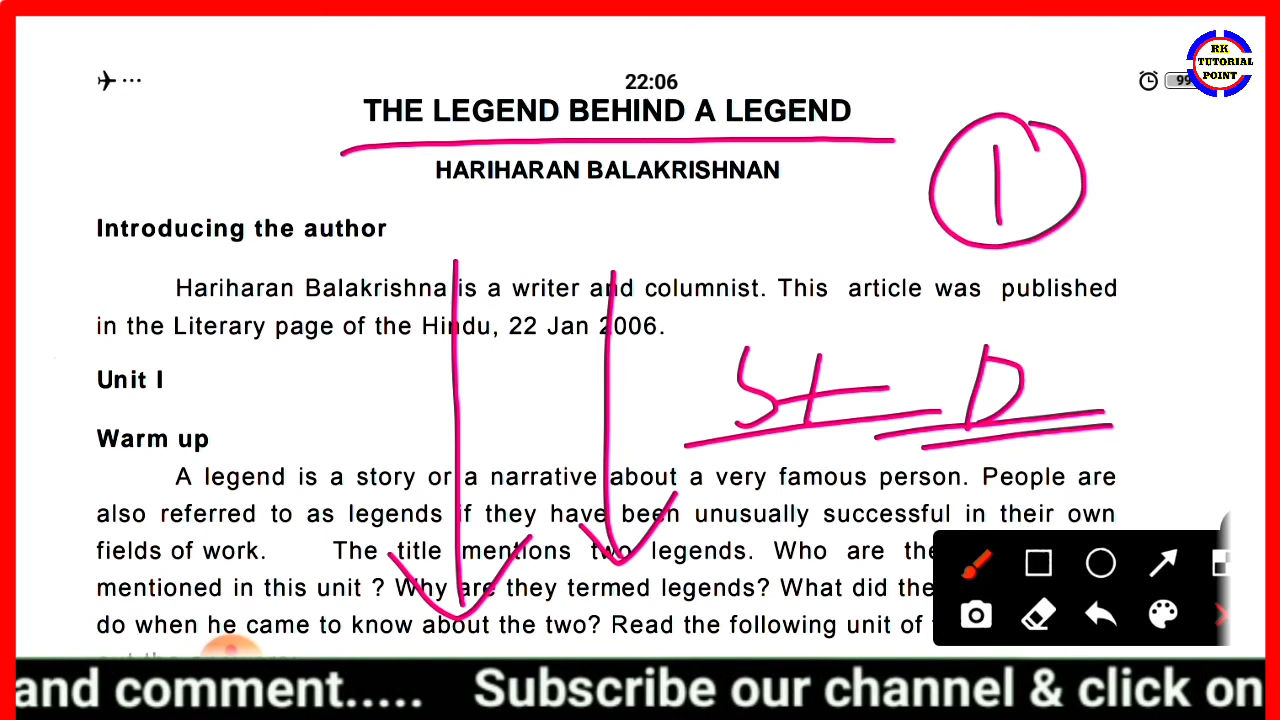 RK
TUTORIAL
POINT
22:06
99
THE LEGEND BEHIND A LEGEND
HARIHARAN BALAKRISHNAN
1
Introducing the author
Hariharan Balakrishna is a writer and columnist. This article was published
in the Literary page of the Hindu, 22 Jan 2006.
St D
Unit I
Warm up
A legend is a story or a narrative about a very famous person. People are
also referred to as legends if they have been unusually successful in their own
fields of work. The title mentions two legends. Who are the
mentioned in this unit ? Why are they termed legends? What did the
do when he came to know about the two? Read the following unit of
and comment..... Subscribe our channel & click on